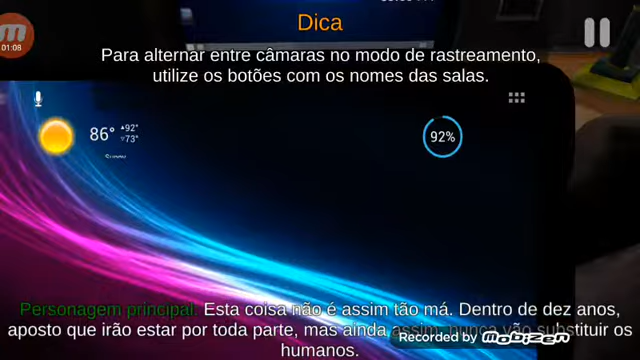 Dica
01:08
Para alternar entre câmaras no modo de rastreamento,
utilize os botões com os nomes das salas.
86° ▲92°
▽73°
92%
Personagem principal: Esta coisa não é assim tão má. Dentro de dez anos,
aposto que irão estar por toda parte, mas ainda assim, nunca vão substituir os
humanos.
Recorded by mobizen